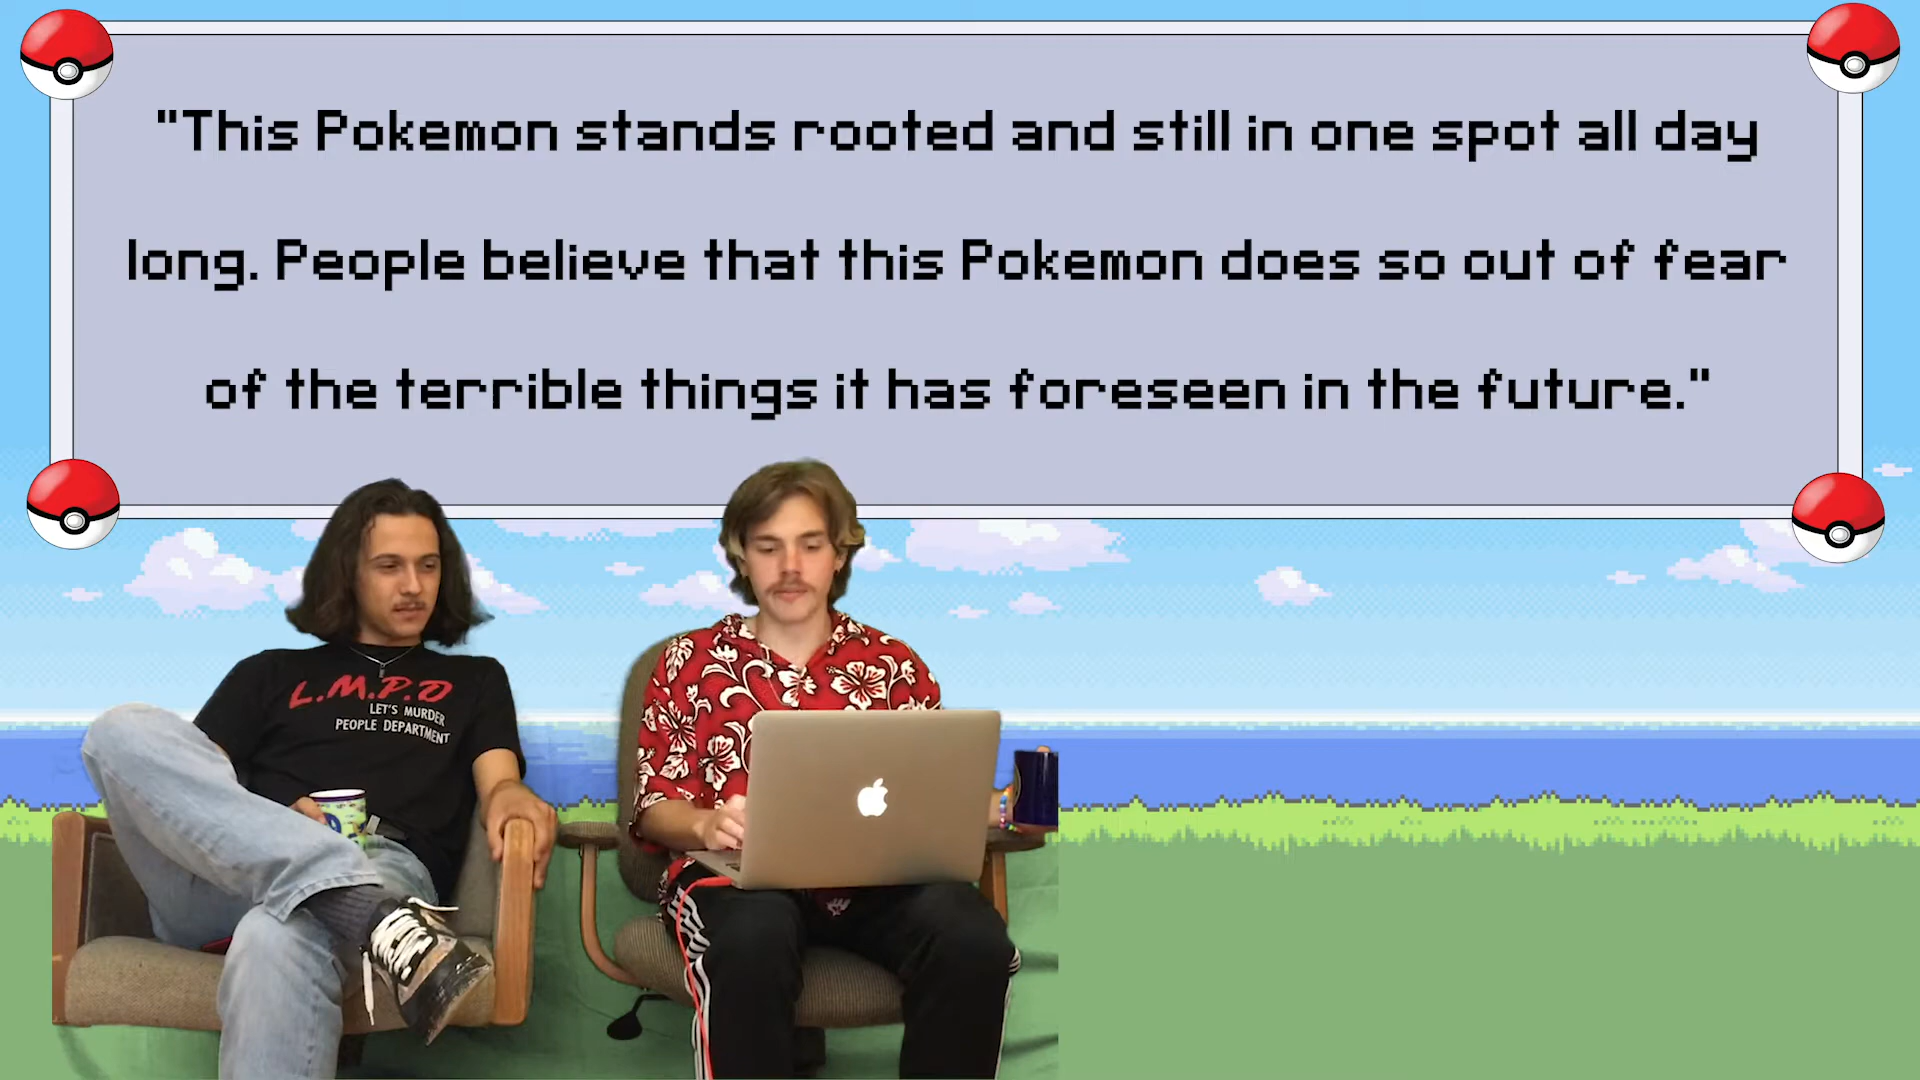 "This Pokemon stands rooted and still in one spot all day
long. People believe that this Pokemon does so out of fear
of the terrible things it has foreseen in the future."
L.M.P.D
LET'S MURDER
PEOPLE DEPARTMENT